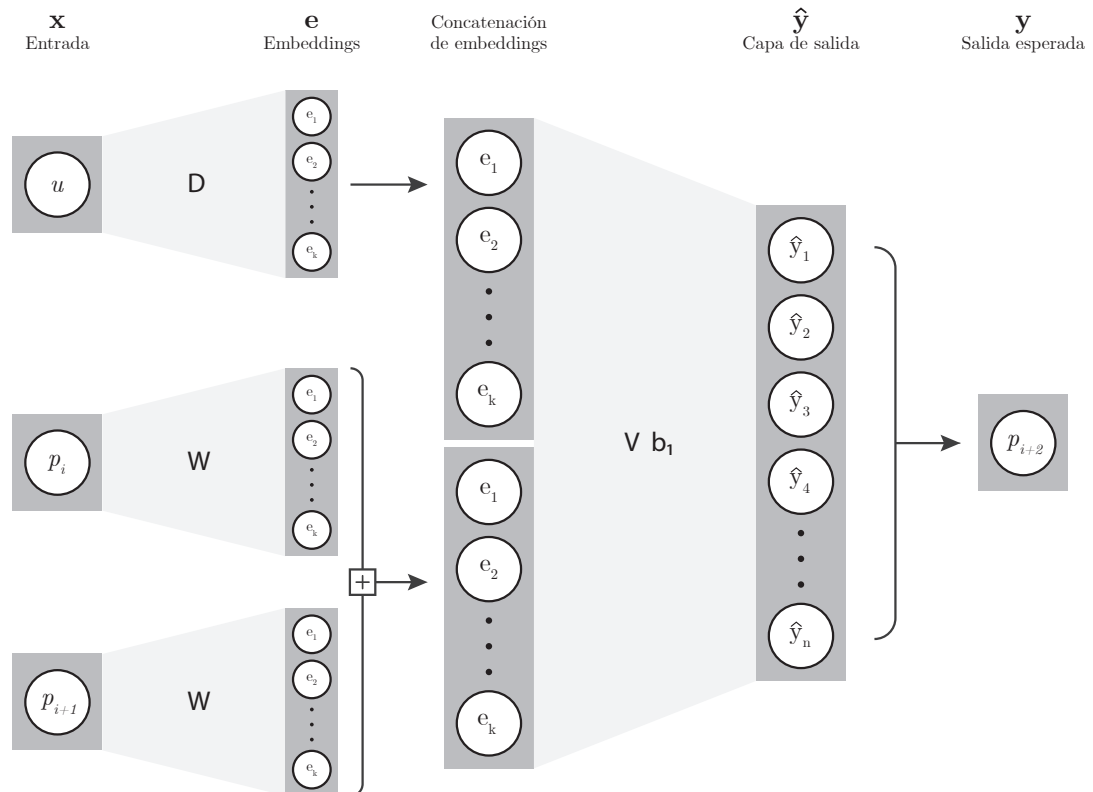 x
Entrada
e
Embeddings
Concatenación
de embeddings
ŷ
Capa de salida
y
Salida esperada
u
D
e₁
e₂
eₖ
pᵢ
W
e₁
e₂
eₖ
+
pᵢ₊₁
W
e₁
e₂
eₖ
e₁
e₂
eₖ
e₁
e₂
eₖ
V b₁
ŷ₁
ŷ₂
ŷ₃
ŷ₄
ŷₙ
pᵢ₊₂